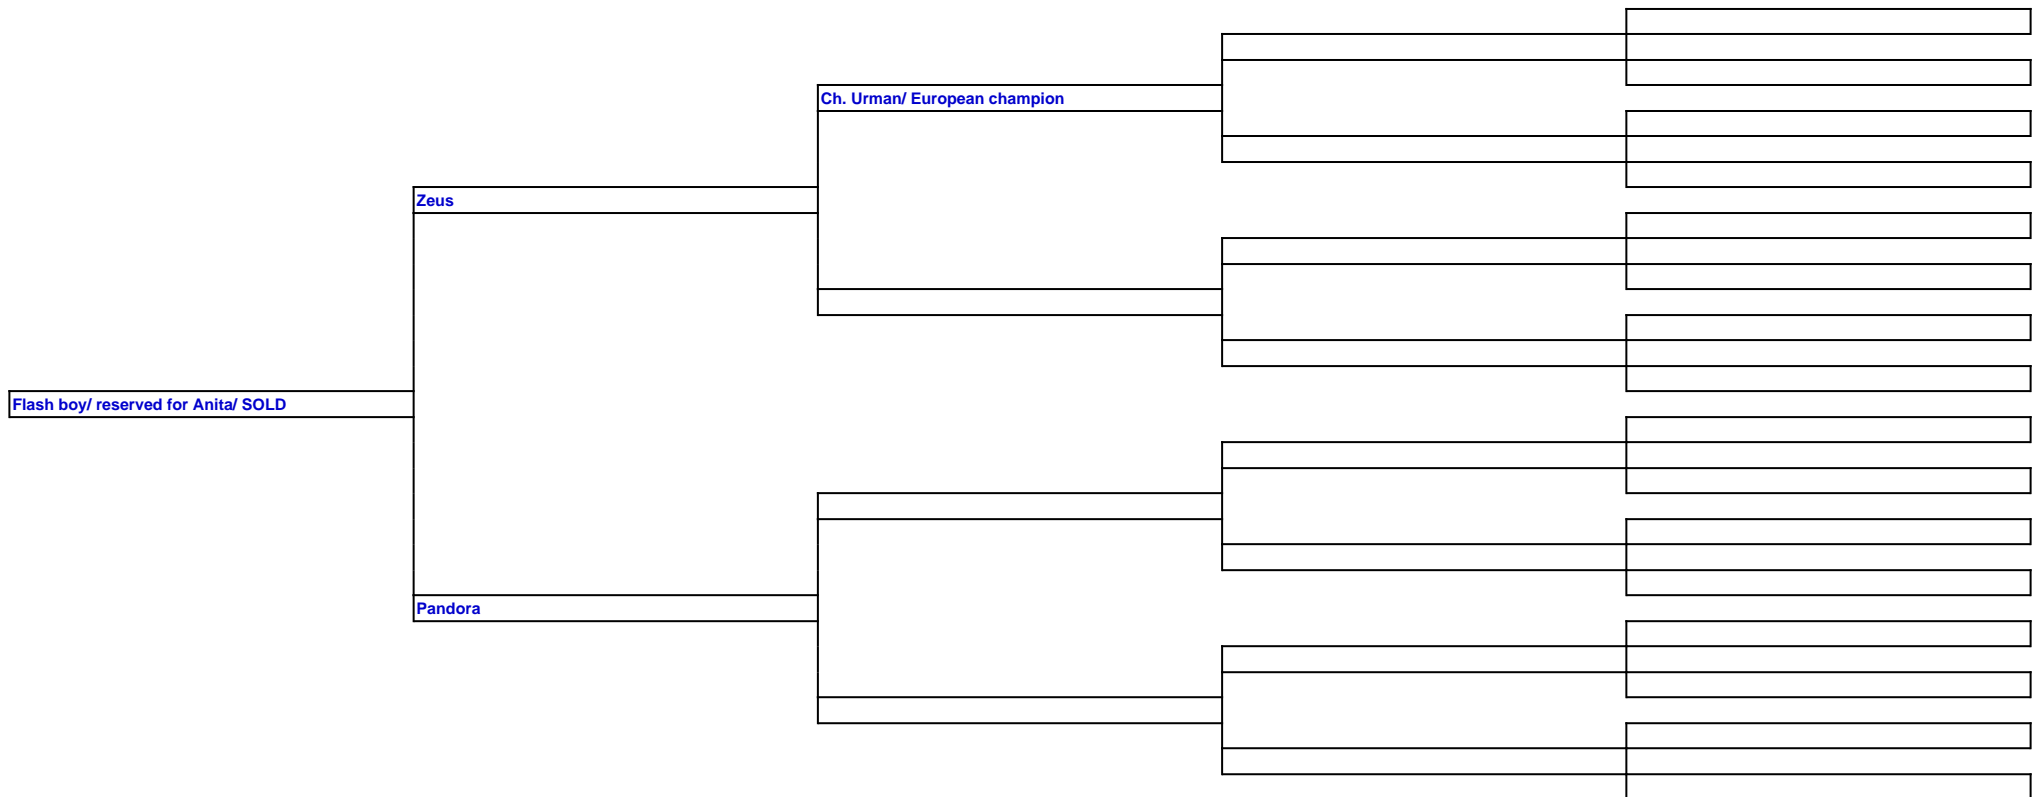 Ch. Urman/ European champion
Zeus
Flash boy/ reserved for Anita/ SOLD
Pandora